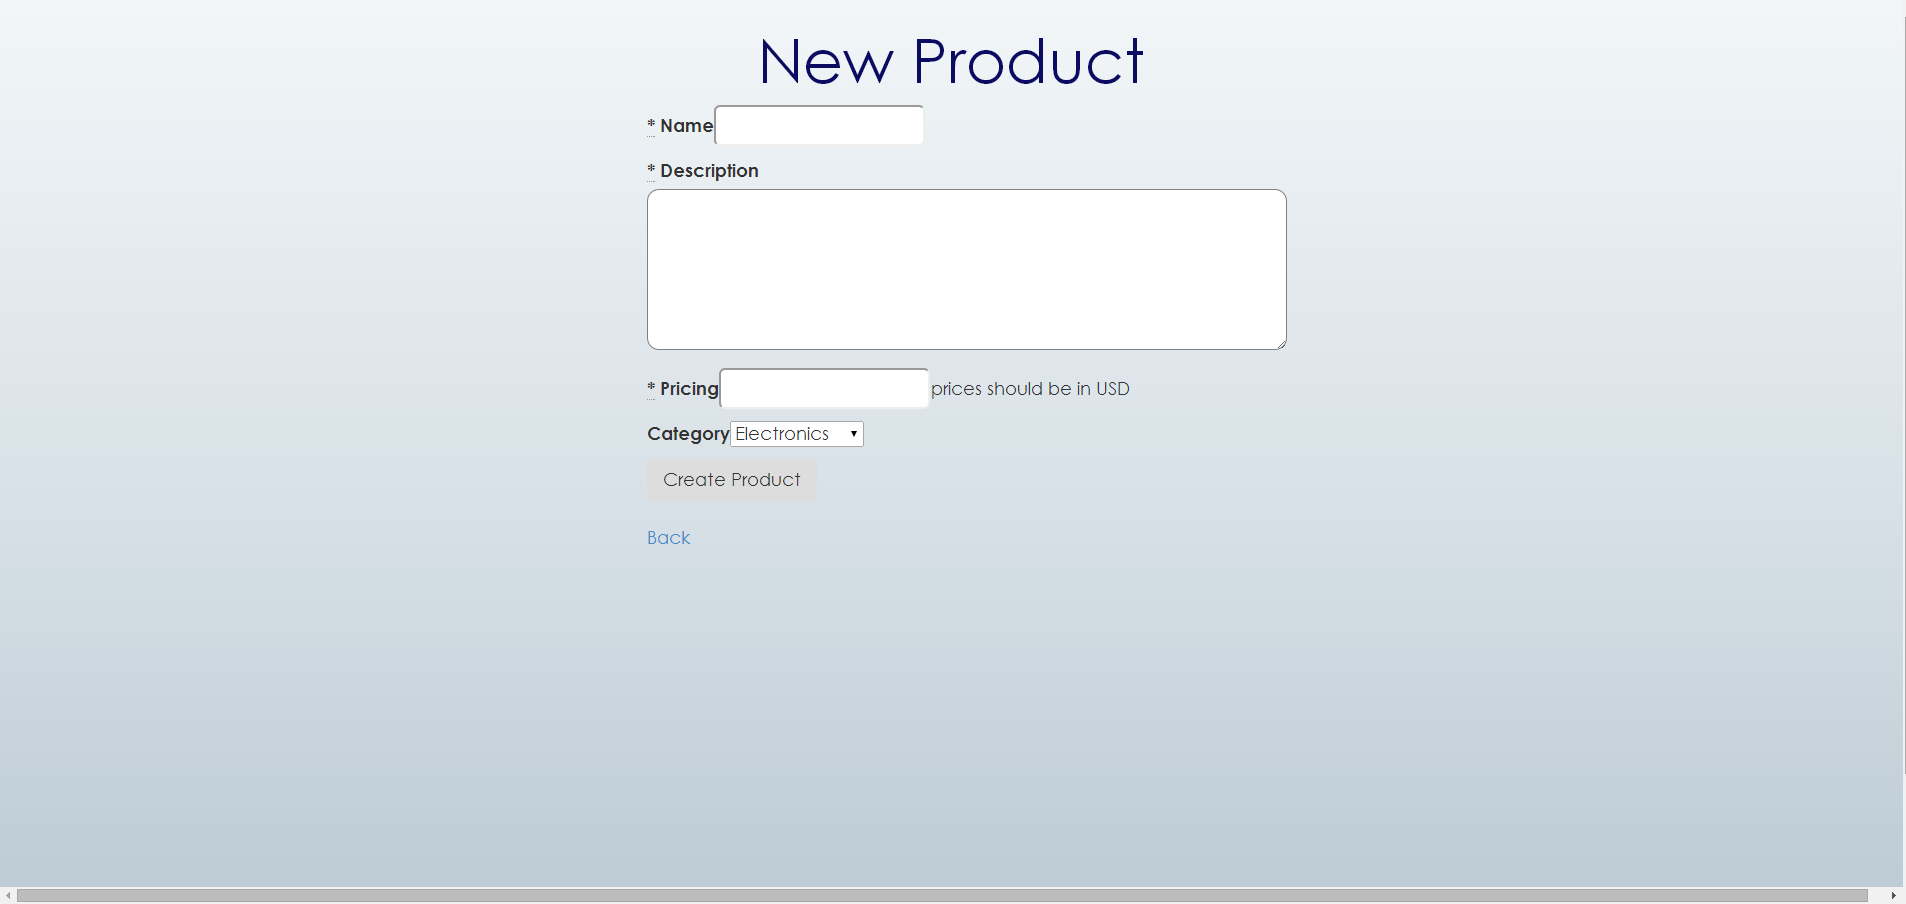 New Product
* Name
* Description
* Pricing prices should be in USD
Category Electronics
Create Product
Back